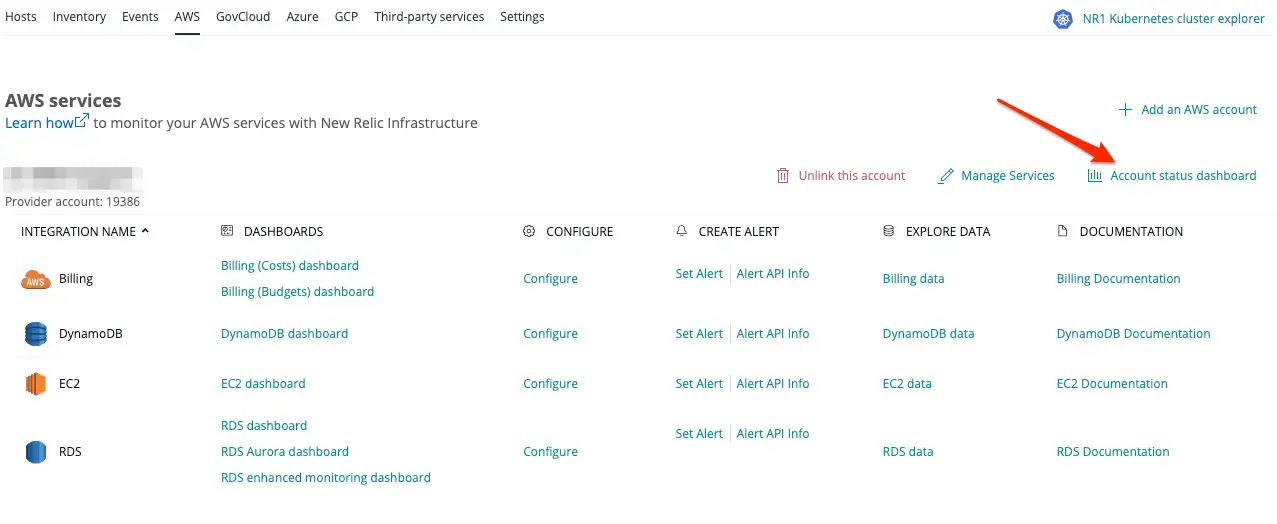 Hosts Inventory Events AWS GovCloud Azure GCP Third-party services Settings NR1 Kubernetes cluster explorer
AWS services
Add an AWS account
Learn how to monitor your AWS services with New Relic Infrastructure
Unlink this account Manage Services Account status dashboard
Provider account: 19386
INTEGRATION NAME DASHBOARDS CONFIGURE CREATE ALERT EXPLORE DATA DOCUMENTATION
AWS Billing Billing (Costs) dashboard Configure Set Alert Alert API Info Billing data Billing Documentation
Billing (Budgets) dashboard
DynamoDB DynamoDB dashboard Configure Set Alert Alert API Info DynamoDB data DynamoDB Documentation
EC2 EC2 dashboard Configure Set Alert Alert API Info EC2 data EC2 Documentation
RDS dashboard Set Alert Alert API Info
RDS RDS Aurora dashboard Configure RDS data RDS Documentation
RDS enhanced monitoring dashboard